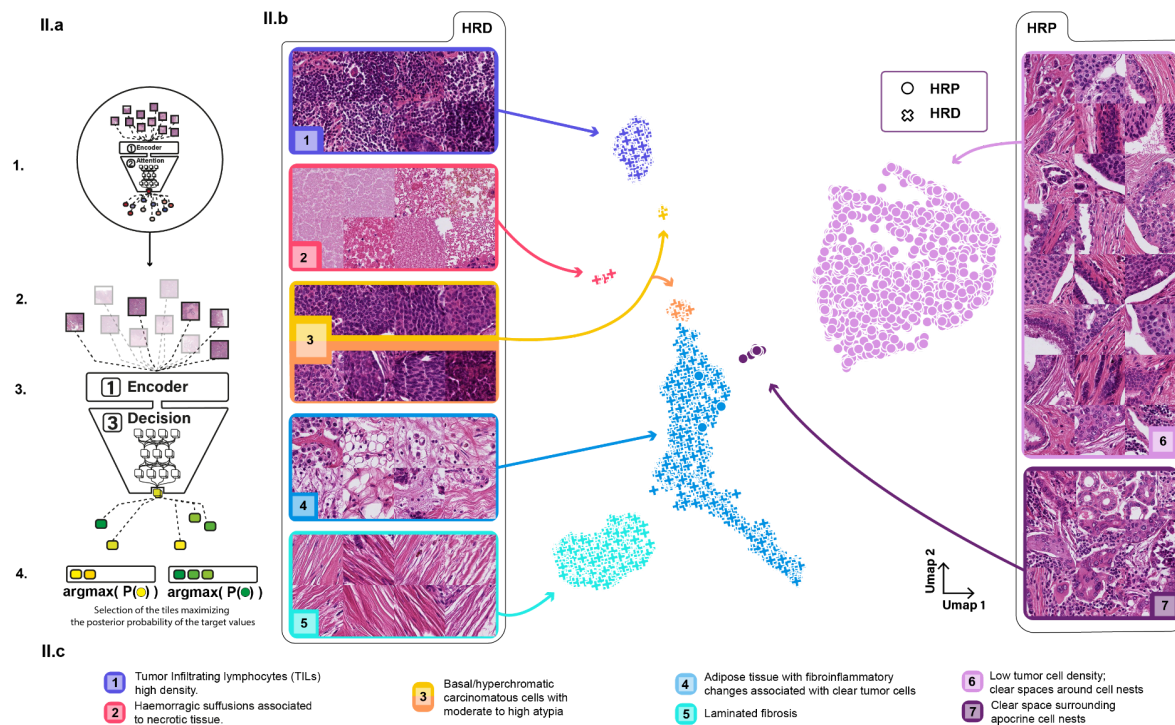 II.a
II.b
HRD
HRP
HRP
HRD
1.
1 Encoder
2 Attention
2.
3.
1 Encoder
3 Decision
4.
argmax( P( ) ) argmax( P( ) )
Selection of the tiles maximizing
the posterior probability of the target values
1
2
3
4
5
6
7
Umap 2
Umap 1
II.c
1 Tumor Infiltrating lymphocytes (TILs)
high density.
2 Haemorragic suffusions associated
to necrotic tissue.
3 Basal/hyperchromatic
carcinomatous cells with
moderate to high atypia
4 Adipose tissue with fibroinflammatory
changes associated with clear tumor cells
5 Laminated fibrosis
6 Low tumor cell density;
clear spaces around cell nests
7 Clear space surrounding
apocrine cell nests